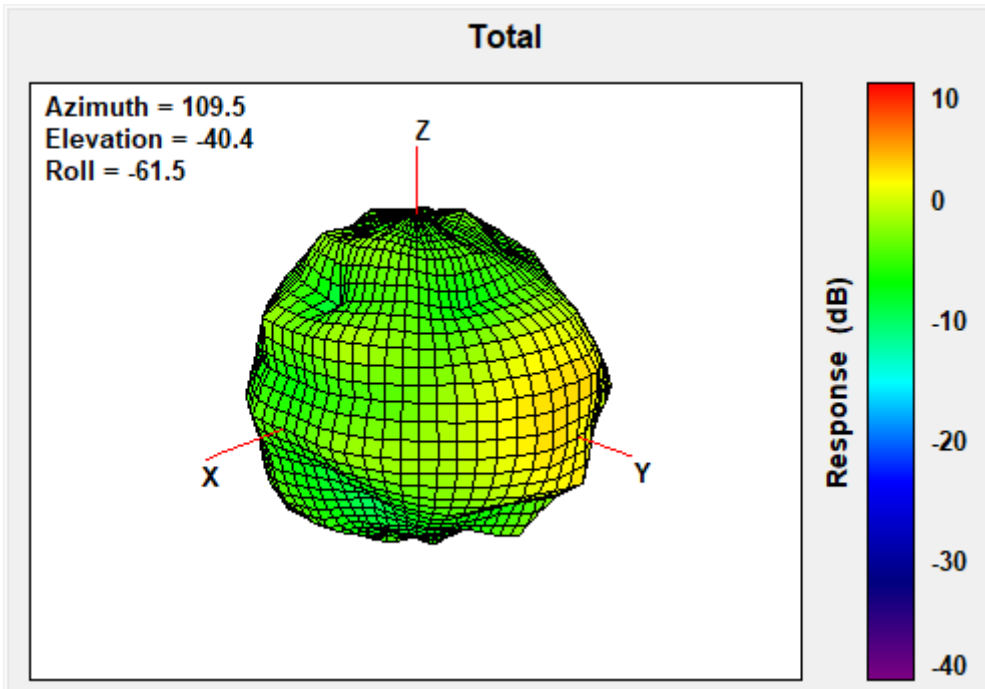 Total
Azimuth = 109.5
Elevation = -40.4
Roll = -61.5
Z
X
Y
10
0
-10
-20
-30
-40
Response (dB)